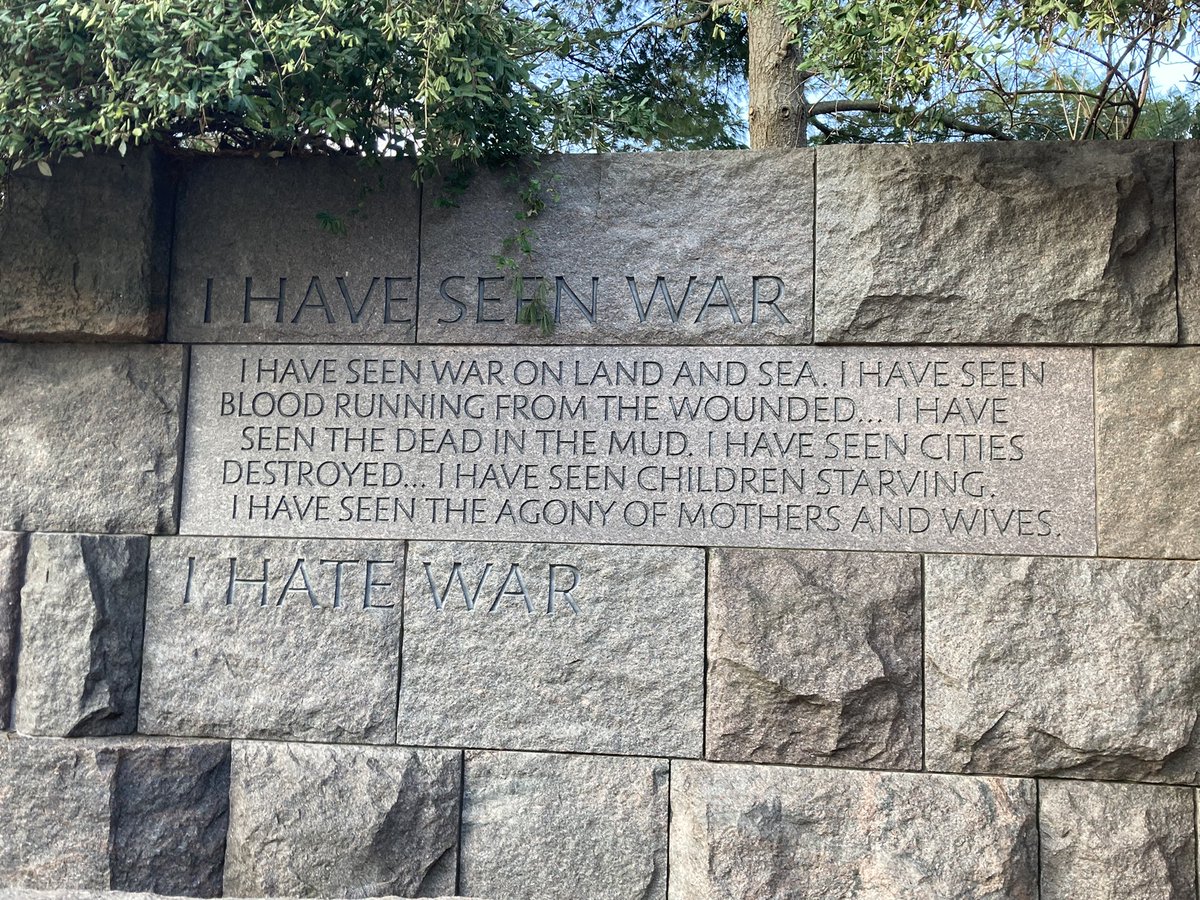 I HAVE SEEN WAR
I HAVE SEEN WAR ON LAND AND SEA. I HAVE SEEN
BLOOD RUNNING FROM THE WOUNDED... I HAVE
SEEN THE DEAD IN THE MUD. I HAVE SEEN CITIES
DESTROYED... I HAVE SEEN CHILDREN STARVING.
I HAVE SEEN THE AGONY OF MOTHERS AND WIVES.
I HATE WAR